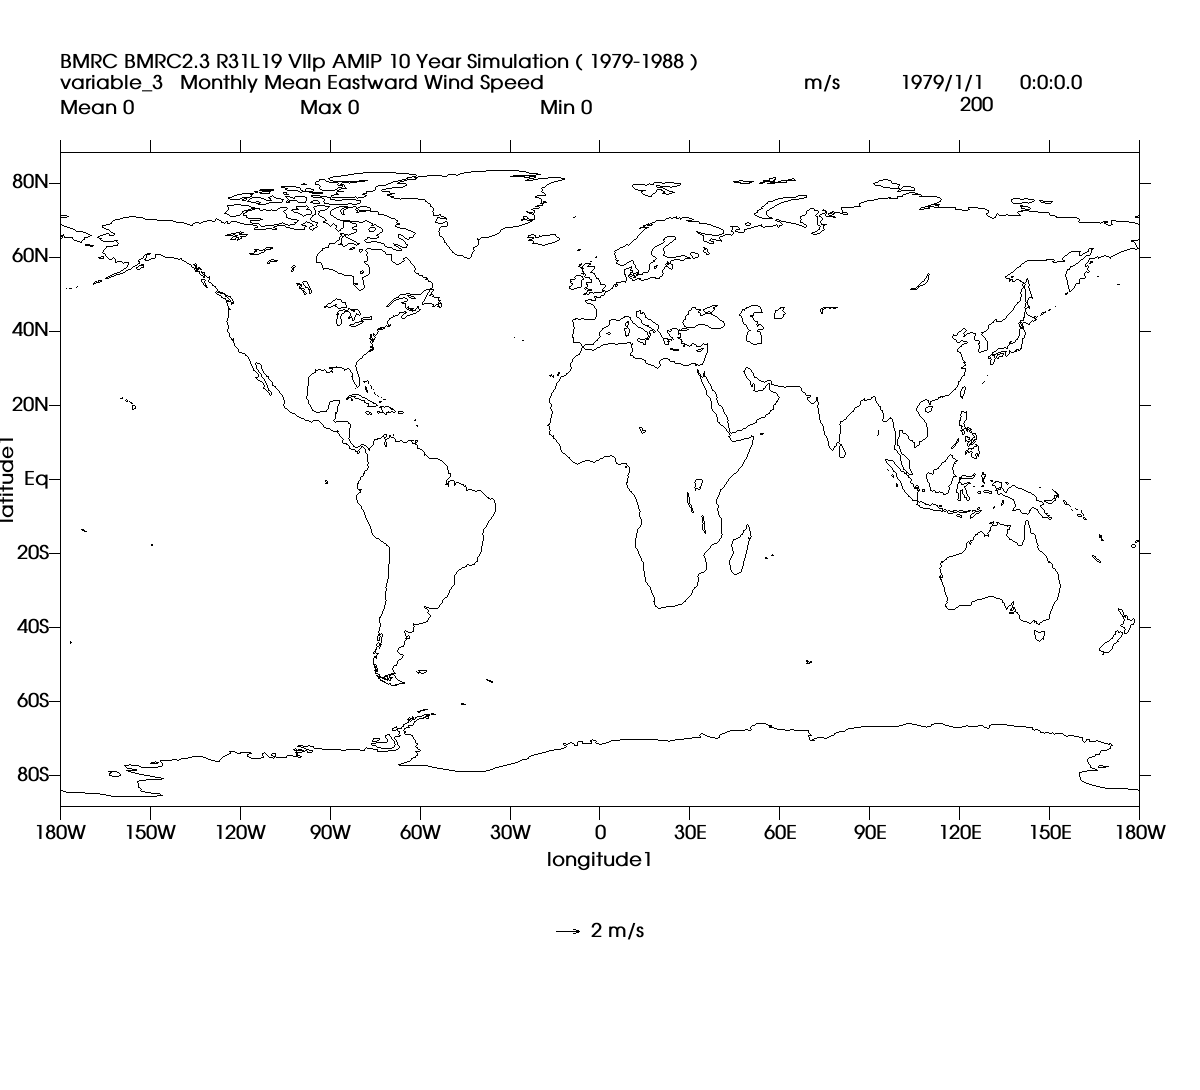 BMRC BMRC2.3 R31L19 VIIp AMIP 10 Year Simulation ( 1979-1988 )
variable_3 Monthly Mean Eastward Wind Speed m/s 1979/1/1 0:0:0.0
Mean 0 Max 0 Min 0 200
80N
60N
40N
20N
Eq
20S
40S
60S
80S
latitude1
180W 150W 120W 90W 60W 30W 0 30E 60E 90E 120E 150E 180W
longitude1
2 m/s